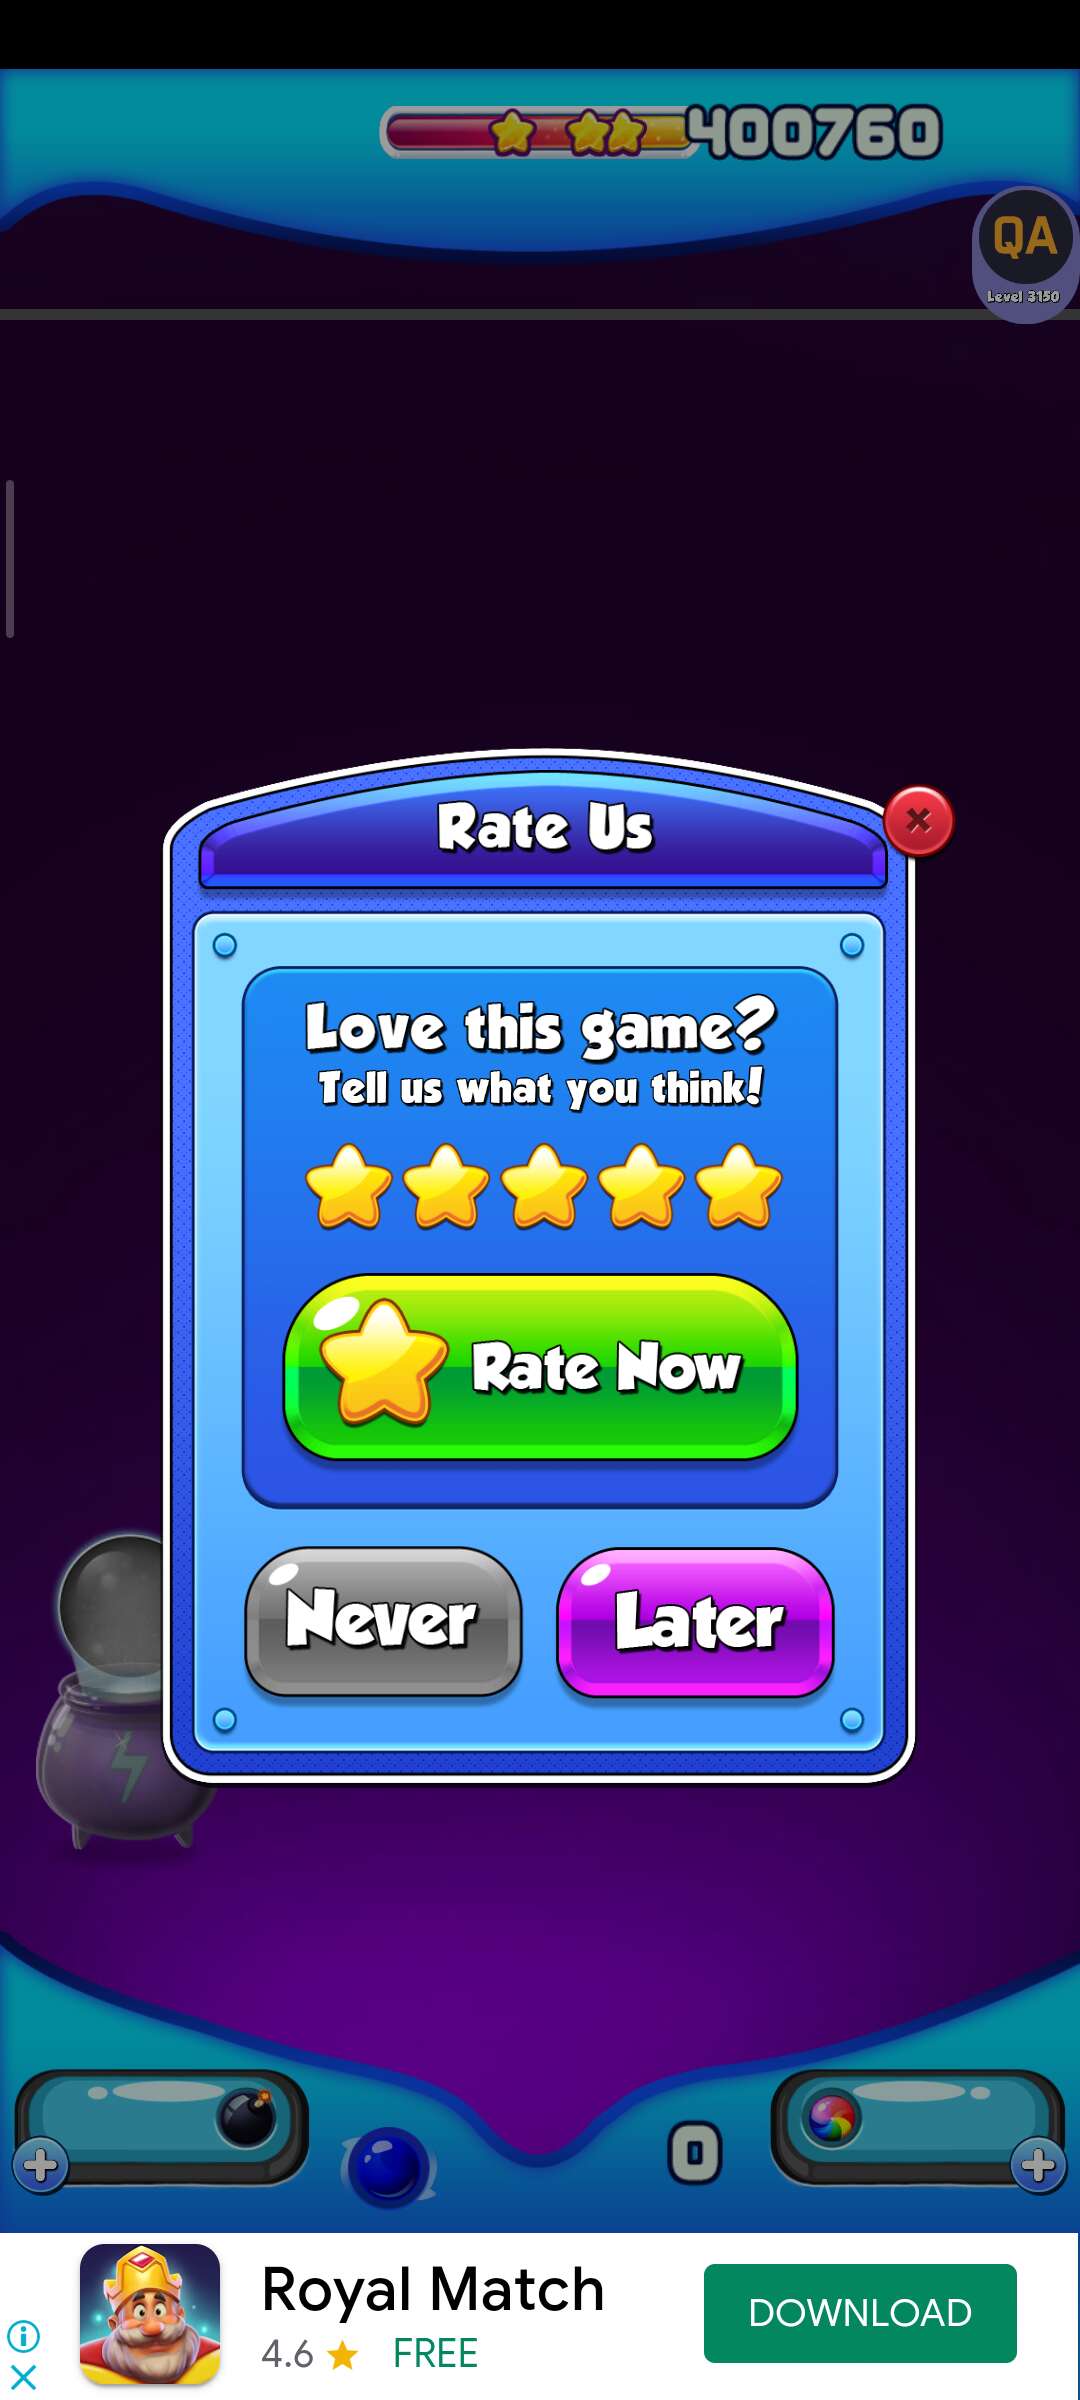 400760
QA
Level 3150
Rate Us
Love this game?
Tell us what you think!
Rate Now
Never
Later
0
Royal Match
4.6 FREE
DOWNLOAD